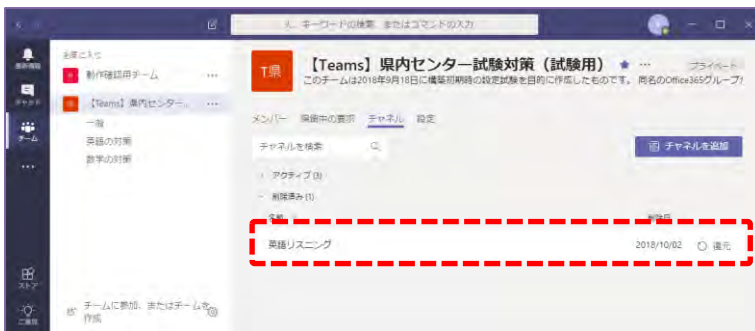 キーワードの検索、またはコマンドの入力
最新情報
チャット
チーム
ストア
お気に入り
動作確認用チーム ...
【Teams】県内センター... ...
一般
英語の対策
数学の対策
チームに参加、またはチームを
作成
T県
【Teams】県内センター試験対策（試験用） ★ ... プライベート
このチームは2018年9月18日に構築初期時の設定試験を目的に作成したものです。 同名のOffice365グループ
メンバー 保留中の要求 チャネル 設定
チャネルを検索
チャネルを追加
アクティブ (3)
削除済み (1)
名前 削除日
英語リスニング 2018/10/02 復元